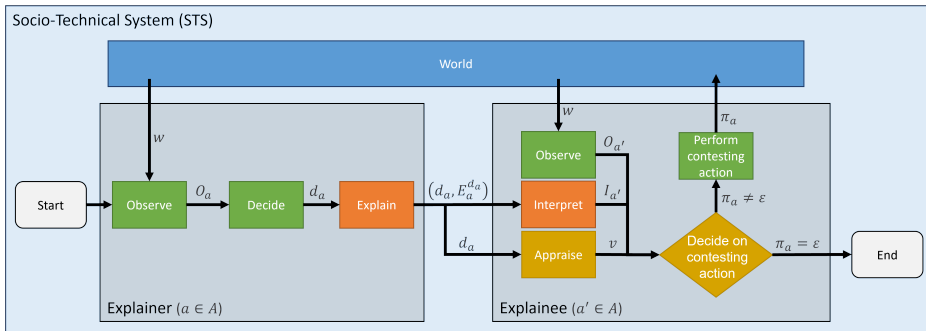 Socio-Technical System (STS)
World
w
w
π_a
Observe
O_{a'}
Perform
contesting
action
Start
Observe
O_a
Decide
d_a
Explain
(d_a, E_a^{d_a})
Interpret
I_{a'}
π_a ≠ ε
d_a
Appraise
v
Decide on
contesting
action
π_a = ε
End
Explainer (a ∈ A)
Explainee (a' ∈ A)